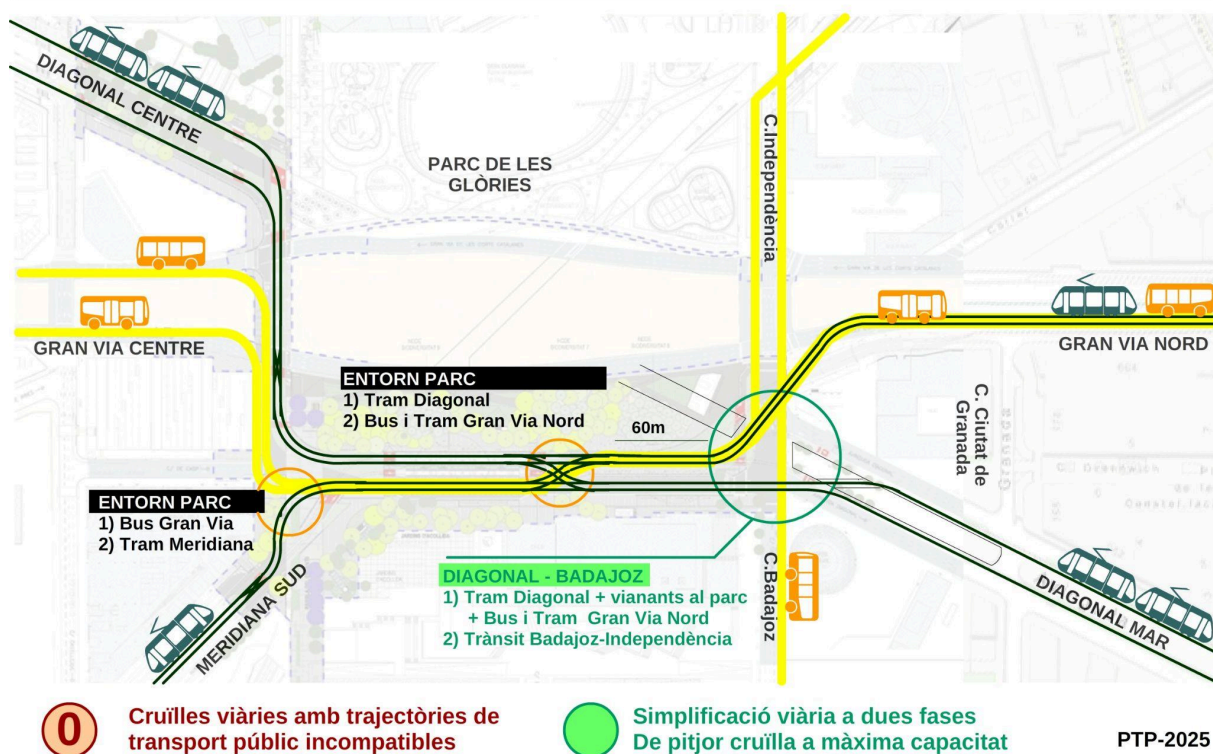 DIAGONAL CENTRE
PARC DE LES
GLÒRIES
C.Independència
GRAN VIA CENTRE
GRAN VIA NORD
ENTORN PARC
1) Tram Diagonal
2) Bus i Tram Gran Via Nord
60m
C. Ciutat de
Granada
ENTORN PARC
1) Bus Gran Via
2) Tram Meridiana
MERIDIANA SUD
DIAGONAL - BADAJOZ
1) Tram Diagonal + vianants al parc
+ Bus i Tram Gran Via Nord
2) Trànsit Badajoz-Independència
C.Badajoz
DIAGONAL MAR
0
Cruïlles viàries amb trajectòries de
transport públic incompatibles
Simplificació viària a dues fases
De pitjor cruïlla a màxima capacitat
PTP-2025